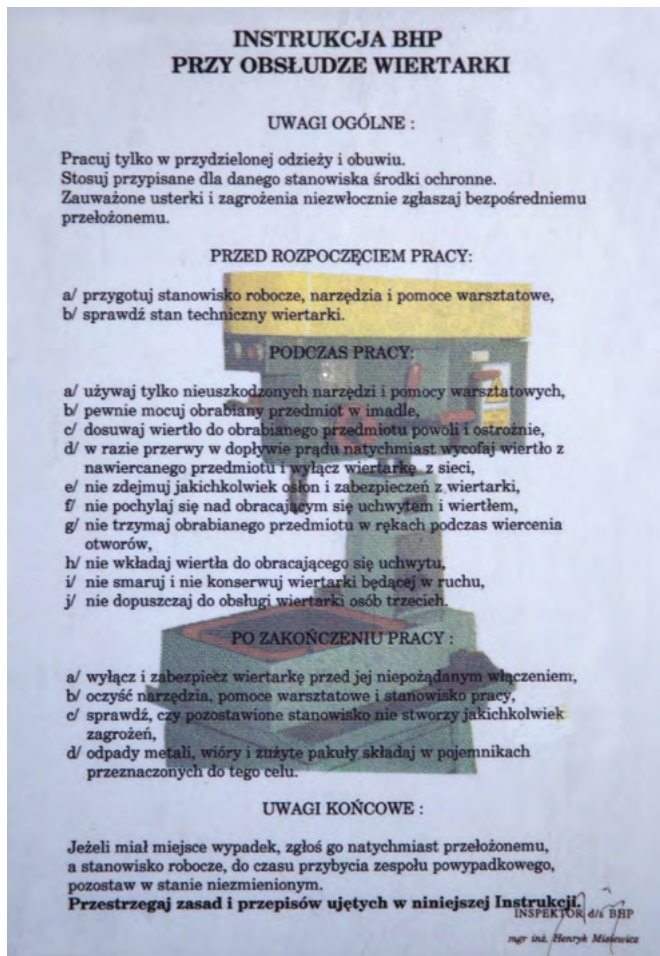 INSTRUKCJA BHP
PRZY OBSŁUDZE WIERTARKI
UWAGI OGÓLNE :
Pracuj tylko w przydzielonej odzieży i obuwiu.
Stosuj przypisane dla danego stanowiska środki ochronne.
Zauważone usterki i zagrożenia niezwłocznie zgłaszaj bezpośredniemu
przełożonemu.
PRZED ROZPOCZĘCIEM PRACY:
a/ przygotuj stanowisko robocze, narzędzia i pomoce warsztatowe,
b/ sprawdź stan techniczny wiertarki.
PODCZAS PRACY:
a/ używaj tylko nieuszkodzonych narzędzi i pomocy warsztatowych,
b/ pewnie mocuj obrabiany przedmiot w imadle,
c/ dosuwaj wiertło do obrabianego przedmiotu powoli i ostrożnie,
d/ w razie przerwy w dopływie prądu natychmiast wycofaj wiertło z
nawiercanego przedmiotu i wyłącz wiertarkę z sieci,
e/ nie zdejmuj jakichkolwiek osłon i zabezpieczeń z wiertarki,
f/ nie pochylaj się nad obracającym się uchwytem i wiertłem,
g/ nie trzymaj obrabianego przedmiotu w rękach podczas wiercenia
otworów,
h/ nie wkładaj wiertła do obracającego się uchwytu,
i/ nie smaruj i nie konserwuj wiertarki będącej w ruchu,
j/ nie dopuszczaj do obsługi wiertarki osób trzecich.
PO ZAKOŃCZENIU PRACY :
a/ wyłącz i zabezpiecz wiertarkę przed jej niepożądanym włączeniem,
b/ oczyść narzędzia, pomoce warsztatowe i stanowisko pracy,
c/ sprawdź, czy pozostawione stanowisko nie stworzy jakichkolwiek
zagrożeń,
d/ odpady metali, wióry i zużyte pakuły składaj w pojemnikach
przeznaczonych do tego celu.
UWAGI KOŃCOWE :
Jeżeli miał miejsce wypadek, zgłoś go natychmiast przełożonemu,
a stanowisko robocze, do czasu przybycia zespołu powypadkowego,
pozostaw w stanie niezmienionym.
Przestrzegaj zasad i przepisów ujętych w niniejszej Instrukcji.
INSPEKTOR d/s BHP
mgr inż. Henryk Misiewicz